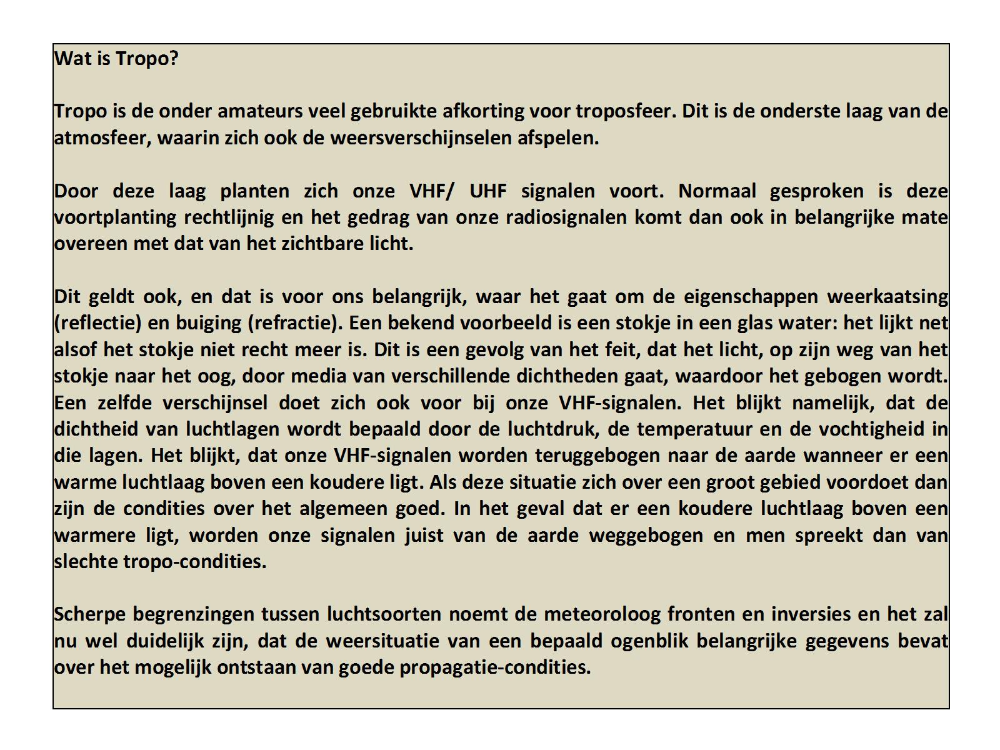 Wat is Tropo?
Tropo is de onder amateurs veel gebruikte afkorting voor troposfeer. Dit is de onderste laag van de
atmosfeer, waarin zich ook de weersverschijnselen afspelen.
Door deze laag planten zich onze VHF/ UHF signalen voort. Normaal gesproken is deze
voortplanting rechtlijnig en het gedrag van onze radiosignalen komt dan ook in belangrijke mate
overeen met dat van het zichtbare licht.
Dit geldt ook, en dat is voor ons belangrijk, waar het gaat om de eigenschappen weerkaatsing
(reflectie) en buiging (refractie). Een bekend voorbeeld is een stokje in een glas water: het lijkt net
alsof het stokje niet recht meer is. Dit is een gevolg van het feit, dat het licht, op zijn weg van het
stokje naar het oog, door media van verschillende dichtheden gaat, waardoor het gebogen wordt.
Een zelfde verschijnsel doet zich ook voor bij onze VHF-signalen. Het blijkt namelijk, dat de
dichtheid van luchtlagen wordt bepaald door de luchtdruk, de temperatuur en de vochtigheid in
die lagen. Het blijkt, dat onze VHF-signalen worden teruggebogen naar de aarde wanneer er een
warme luchtlaag boven een koudere ligt. Als deze situatie zich over een groot gebied voordoet dan
zijn de condities over het algemeen goed. In het geval dat er een koudere luchtlaag boven een
warmere ligt, worden onze signalen juist van de aarde weggebogen en men spreekt dan van
slechte tropo-condities.
Scherpe begrenzingen tussen luchtsoorten noemt de meteoroloog fronten en inversies en het zal
nu wel duidelijk zijn, dat de weersituatie van een bepaald ogenblik belangrijke gegevens bevat
over het mogelijk ontstaan van goede propagatie-condities.